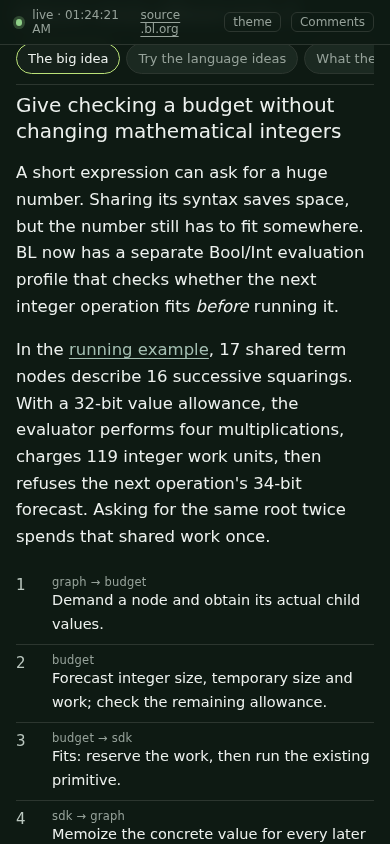 live · 01:24:21 AM
source .bl.org
theme
Comments
The big idea
Try the language ideas
What the
Give checking a budget without
changing mathematical integers
A short expression can ask for a huge
number. Sharing its syntax saves space,
but the number still has to fit somewhere.
BL now has a separate Bool/Int evaluation
profile that checks whether the next
integer operation fits before running it.
In the running example, 17 shared term
nodes describe 16 successive squarings.
With a 32-bit value allowance, the
evaluator performs four multiplications,
charges 119 integer work units, then
refuses the next operation's 34-bit
forecast. Asking for the same root twice
spends that shared work once.
1
graph → budget
Demand a node and obtain its actual child
values.
2
budget
Forecast integer size, temporary size and
work; check the remaining allowance.
3
budget → sdk
Fits: reserve the work, then run the existing
primitive.
4
sdk → graph
Memoize the concrete value for every later